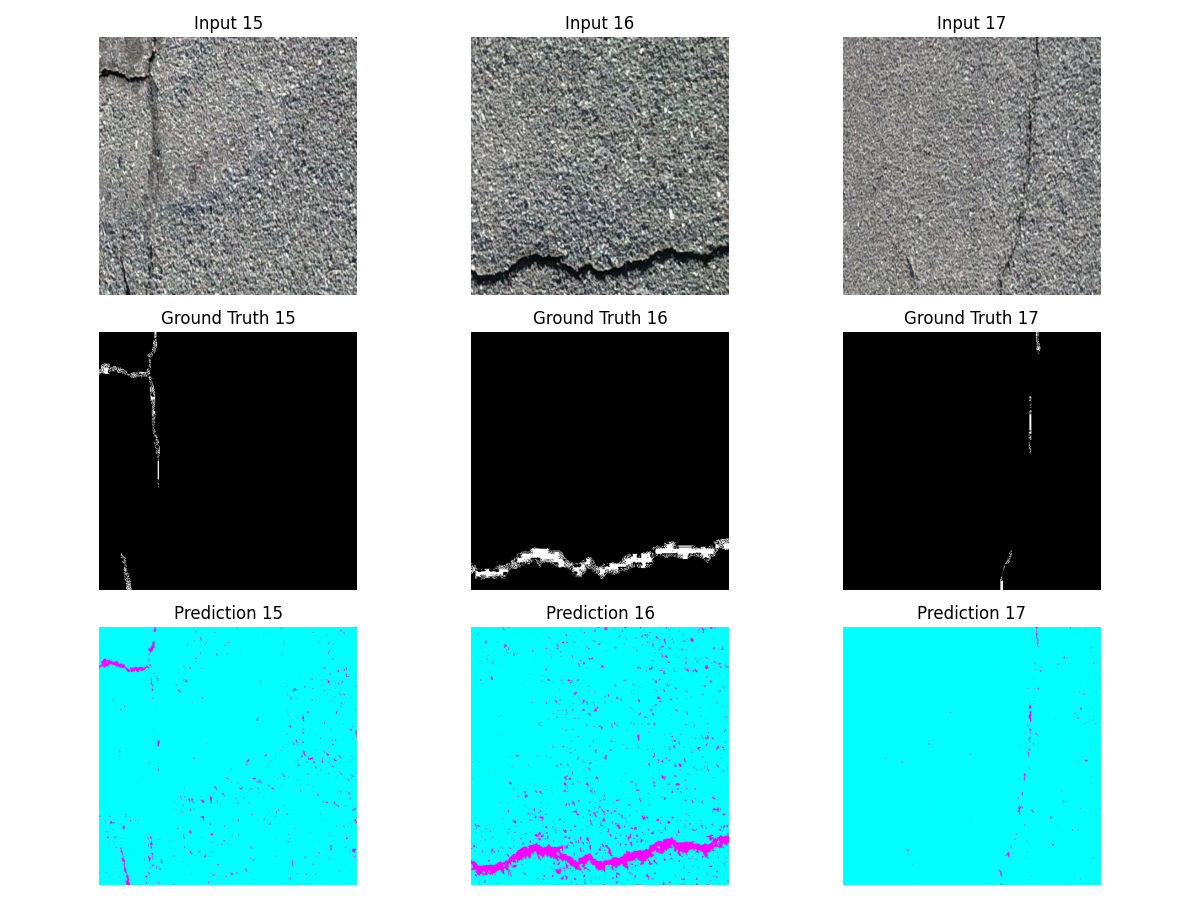 Input 15
Input 16
Input 17
Ground Truth 15
Ground Truth 16
Ground Truth 17
Prediction 15
Prediction 16
Prediction 17